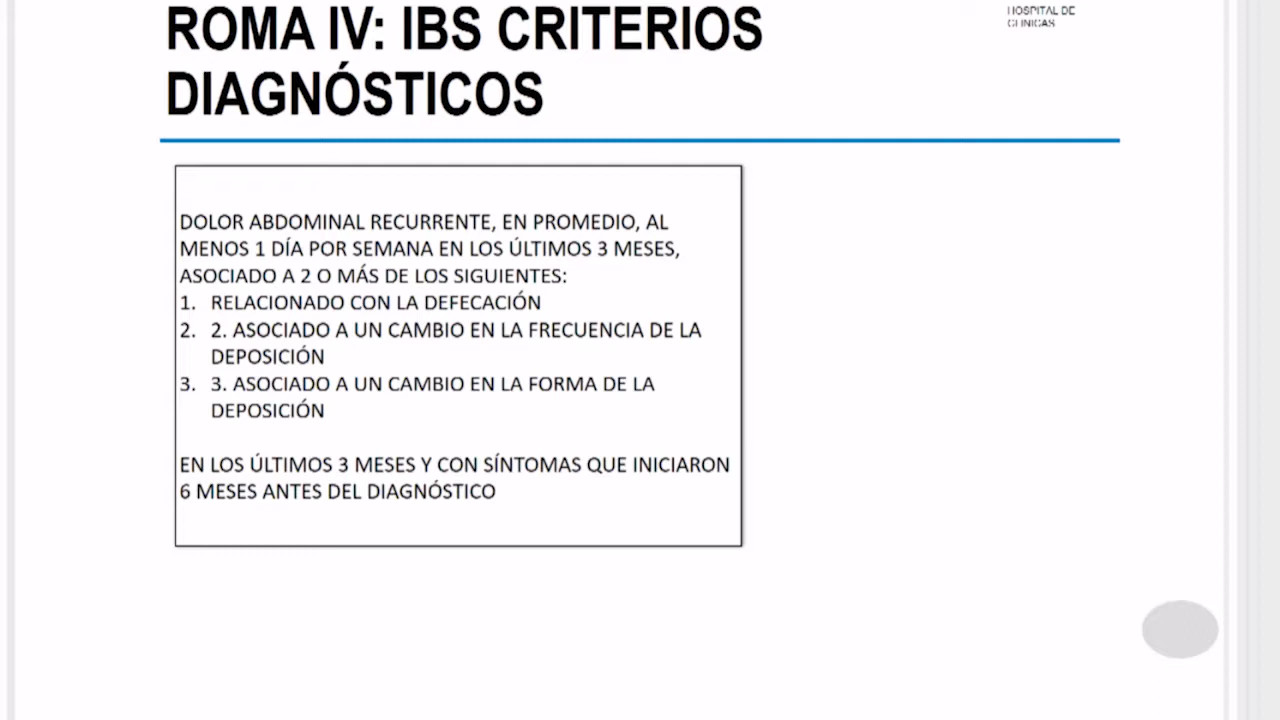 ROMA IV: IBS CRITERIOS
DIAGNÓSTICOS
HOSPITAL DE
CLINICAS
DOLOR ABDOMINAL RECURRENTE, EN PROMEDIO, AL
MENOS 1 DÍA POR SEMANA EN LOS ÚLTIMOS 3 MESES,
ASOCIADO A 2 O MÁS DE LOS SIGUIENTES:
1. RELACIONADO CON LA DEFECACIÓN
2. 2. ASOCIADO A UN CAMBIO EN LA FRECUENCIA DE LA
DEPOSICIÓN
3. 3. ASOCIADO A UN CAMBIO EN LA FORMA DE LA
DEPOSICIÓN
EN LOS ÚLTIMOS 3 MESES Y CON SÍNTOMAS QUE INICIARON
6 MESES ANTES DEL DIAGNÓSTICO